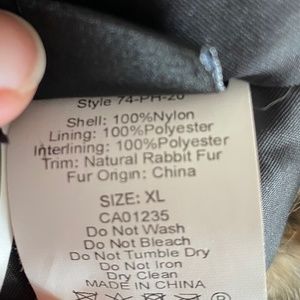 Style 74-PH-20
Shell: 100%Nylon
Lining: 100%Polyester
Interlining: 100%Polyester
Trim: Natural Rabbit Fur
Fur Origin: China
SIZE: XL
CA01235
Do Not Wash
Do Not Bleach
Do Not Tumble Dry
Do Not Iron
Dry Clean
MADE IN CHINA